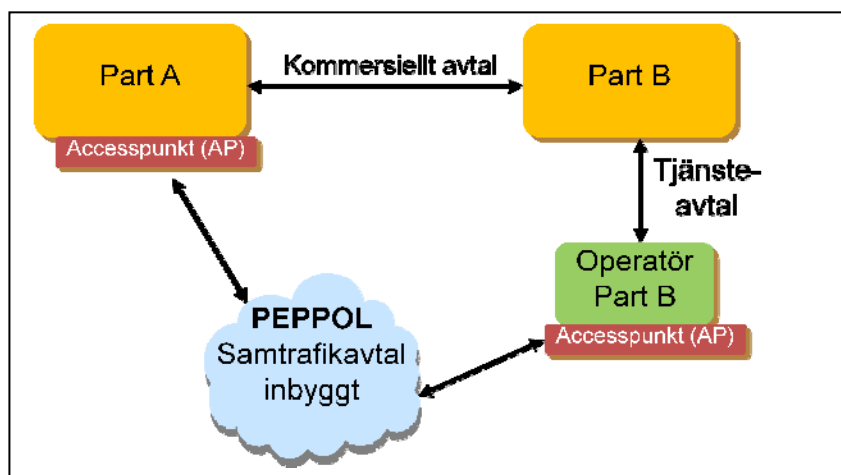 Part A
Kommersiellt avtal
Part B
Accesspunkt (AP)
Tjänste-
avtal
Operatör
Part B
Accesspunkt (AP)
PEPPOL
Samtrafikavtal
inbyggt